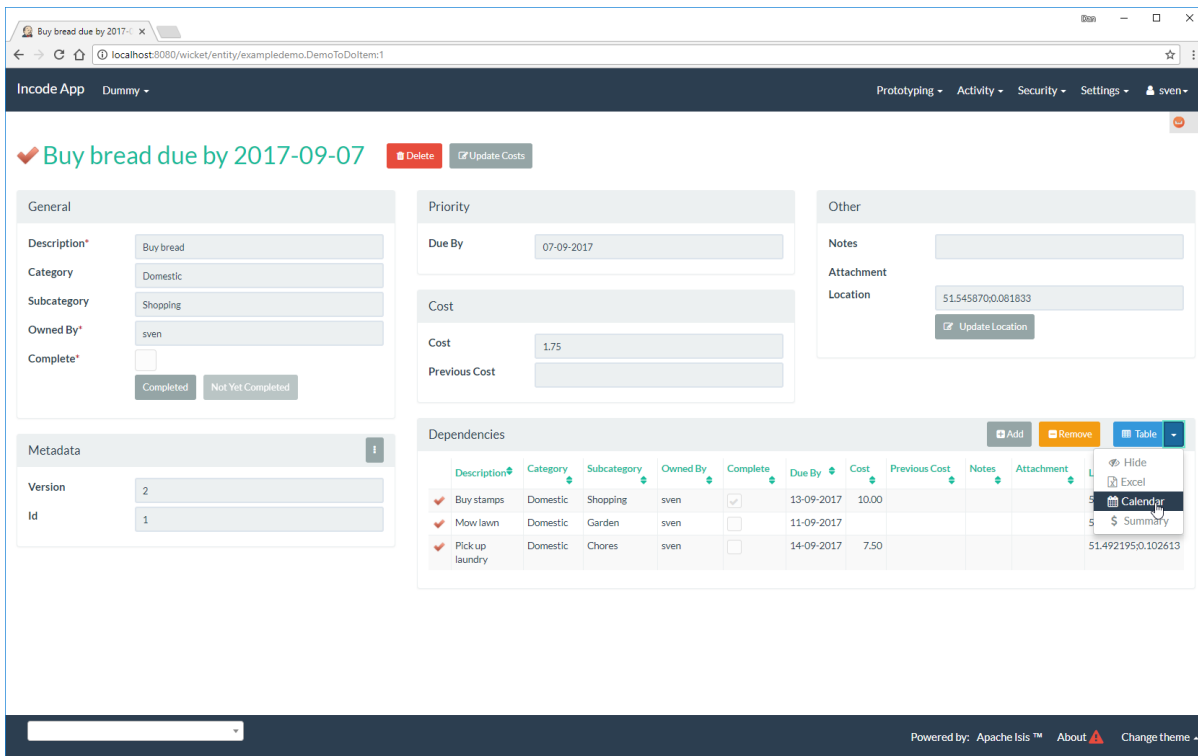 Buy bread due by 2017-0
Dan
localhost:8080/wicket/entity/exampledemo.DemoToDoItem:1
Incode App Dummy Prototyping Activity Security Settings sven
Buy bread due by 2017-09-07 Delete Update Costs
General
Description* Buy bread
Category Domestic
Subcategory Shopping
Owned By* sven
Complete*
Completed Not Yet Completed
Metadata
Version 2
Id 1
Priority
Due By 07-09-2017
Cost
Cost 1.75
Previous Cost
Other
Notes
Attachment
Location 51.545870;0.081833
Update Location
Dependencies Add Remove Table
Hide
Excel
Calendar
$ Summary
Description Category Subcategory Owned By Complete Due By Cost Previous Cost Notes Attachment L
Buy stamps Domestic Shopping sven 13-09-2017 10.00 5
Mow lawn Domestic Garden sven 11-09-2017 5
Pick up Domestic Chores sven 14-09-2017 7.50 51.492195;0.102613
laundry
Powered by: Apache Isis ™ About Change theme